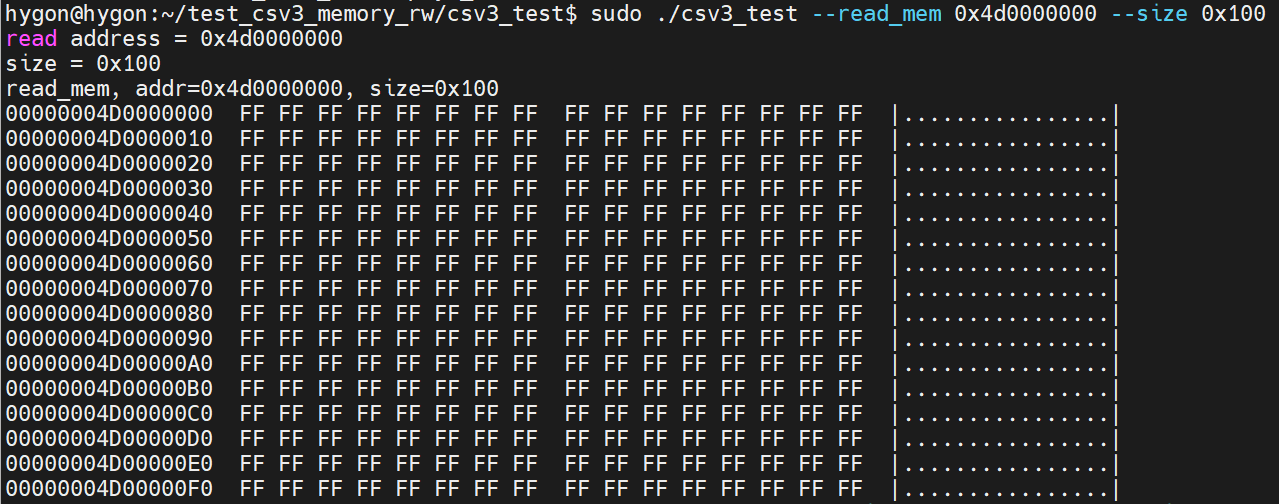 hygon@hygon:~/test_csv3_memory_rw/csv3_test$ sudo ./csv3_test --read_mem 0x4d0000000 --size 0x100
read address = 0x4d0000000
size = 0x100
read_mem, addr=0x4d0000000, size=0x100
00000004D0000000  FF FF FF FF FF FF FF FF  FF FF FF FF FF FF FF FF  |................|
00000004D0000010  FF FF FF FF FF FF FF FF  FF FF FF FF FF FF FF FF  |................|
00000004D0000020  FF FF FF FF FF FF FF FF  FF FF FF FF FF FF FF FF  |................|
00000004D0000030  FF FF FF FF FF FF FF FF  FF FF FF FF FF FF FF FF  |................|
00000004D0000040  FF FF FF FF FF FF FF FF  FF FF FF FF FF FF FF FF  |................|
00000004D0000050  FF FF FF FF FF FF FF FF  FF FF FF FF FF FF FF FF  |................|
00000004D0000060  FF FF FF FF FF FF FF FF  FF FF FF FF FF FF FF FF  |................|
00000004D0000070  FF FF FF FF FF FF FF FF  FF FF FF FF FF FF FF FF  |................|
00000004D0000080  FF FF FF FF FF FF FF FF  FF FF FF FF FF FF FF FF  |................|
00000004D0000090  FF FF FF FF FF FF FF FF  FF FF FF FF FF FF FF FF  |................|
00000004D00000A0  FF FF FF FF FF FF FF FF  FF FF FF FF FF FF FF FF  |................|
00000004D00000B0  FF FF FF FF FF FF FF FF  FF FF FF FF FF FF FF FF  |................|
00000004D00000C0  FF FF FF FF FF FF FF FF  FF FF FF FF FF FF FF FF  |................|
00000004D00000D0  FF FF FF FF FF FF FF FF  FF FF FF FF FF FF FF FF  |................|
00000004D00000E0  FF FF FF FF FF FF FF FF  FF FF FF FF FF FF FF FF  |................|
00000004D00000F0  FF FF FF FF FF FF FF FF  FF FF FF FF FF FF FF FF  |................|